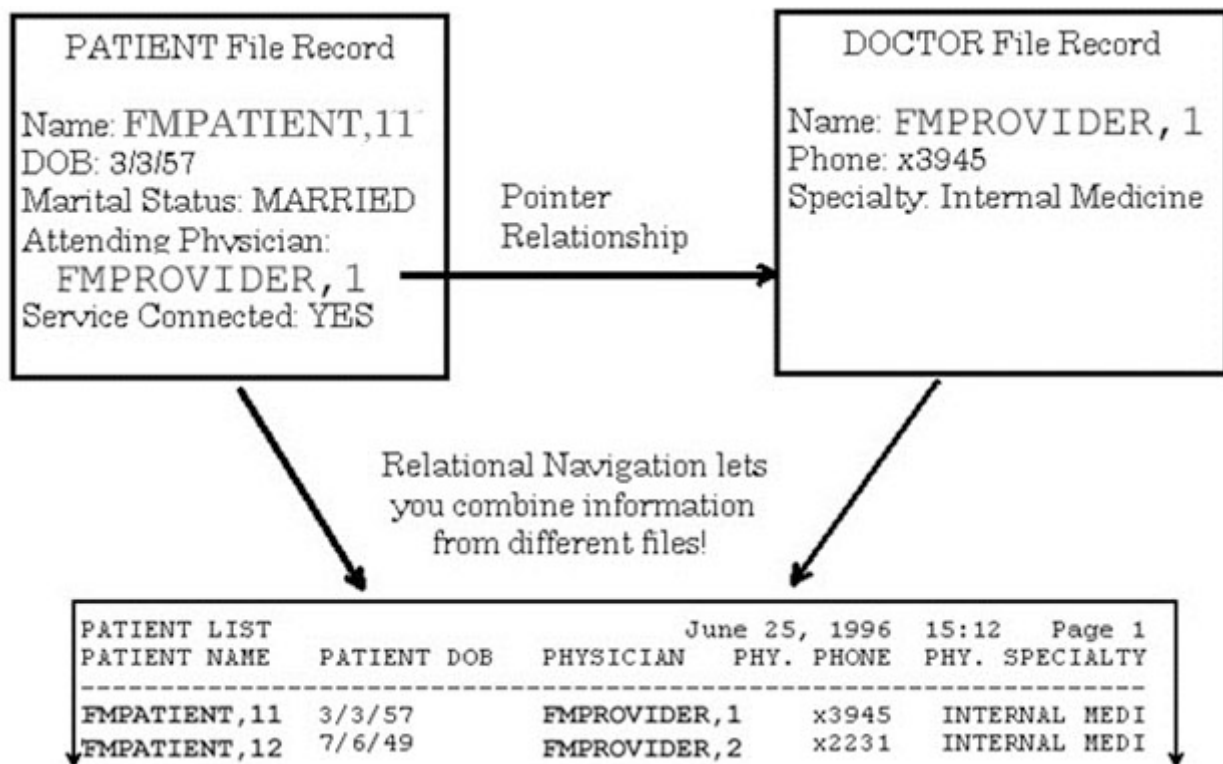 PATIENT File Record
Name: FMPATIENT,11
DOB: 3/3/57
Marital Status: MARRIED
Attending Physician:
FMPROVIDER,1
Service Connected: YES
Pointer
Relationship
DOCTOR File Record
Name: FMPROVIDER,1
Phone: x3945
Specialty: Internal Medicine
Relational Navigation lets
you combine information
from different files!
PATIENT LIST June 25, 1996 15:12 Page 1
PATIENT NAME PATIENT DOB PHYSICIAN PHY. PHONE PHY. SPECIALTY
FMPATIENT,11 3/3/57 FMPROVIDER,1 x3945 INTERNAL MEDI
FMPATIENT,12 7/6/49 FMPROVIDER,2 x2231 INTERNAL MEDI